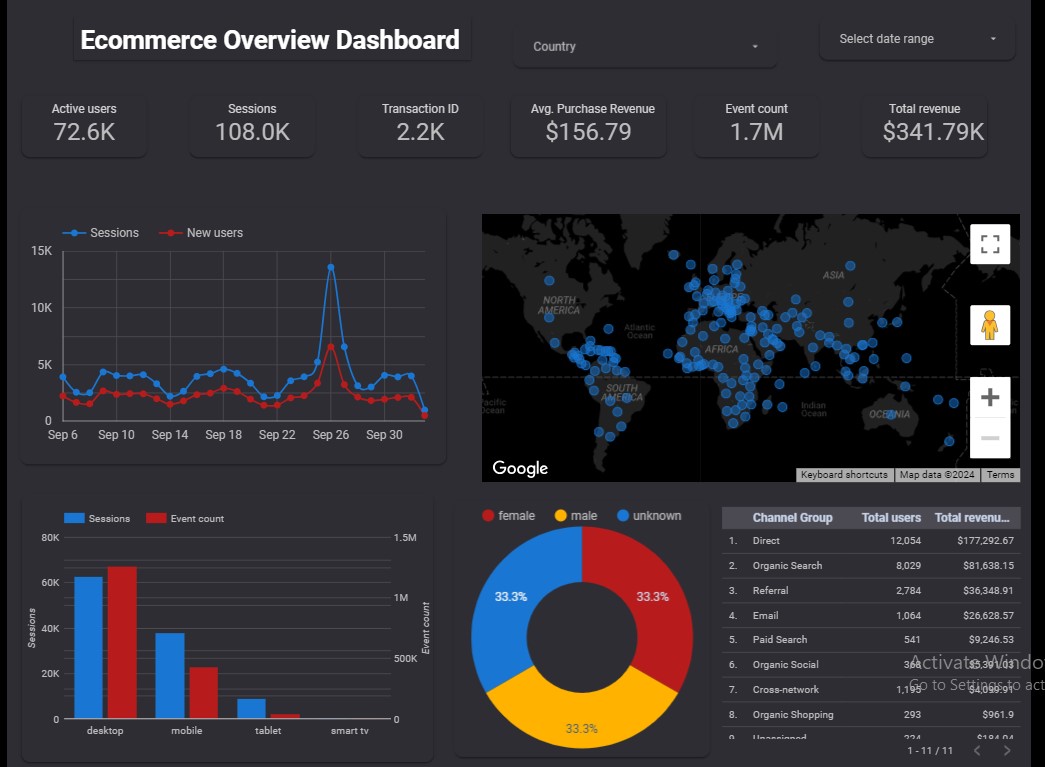 Ecommerce Overview Dashboard
Country
Select date range
Active users
72.6K
Sessions
108.0K
Transaction ID
2.2K
Avg. Purchase Revenue
$156.79
Event count
1.7M
Total revenue
$341.79K
Sessions New users
15K
10K
5K
0
Sep 6 Sep 10 Sep 14 Sep 18 Sep 22 Sep 26 Sep 30
ASIA
NORTH
AMERICA
Atlantic
Ocean
AFRICA
SOUTH
AMERICA
Pacific
Ocean
Indian
Ocean
OCEANIA
Google
Keyboard shortcuts Map data ©2024 Terms
Sessions Event count
80K 1.5M
60K
1M
40K
500K
20K
0 0
Sessions
Event count
desktop mobile tablet smart tv
female male unknown
33.3% 33.3%
33.3%
Channel Group Total users Total revenu...
1. Direct 12,054 $177,292.67
2. Organic Search 8,029 $81,638.15
3. Referral 2,784 $36,348.91
4. Email 1,064 $26,628.57
5. Paid Search 541 $9,246.53
6. Organic Social
7. Cross-network 1,195
8. Organic Shopping 293 $961.9
9. Unassigned 224 $184.04
1 - 11 / 11
Activate Windo
Go to Settings to act